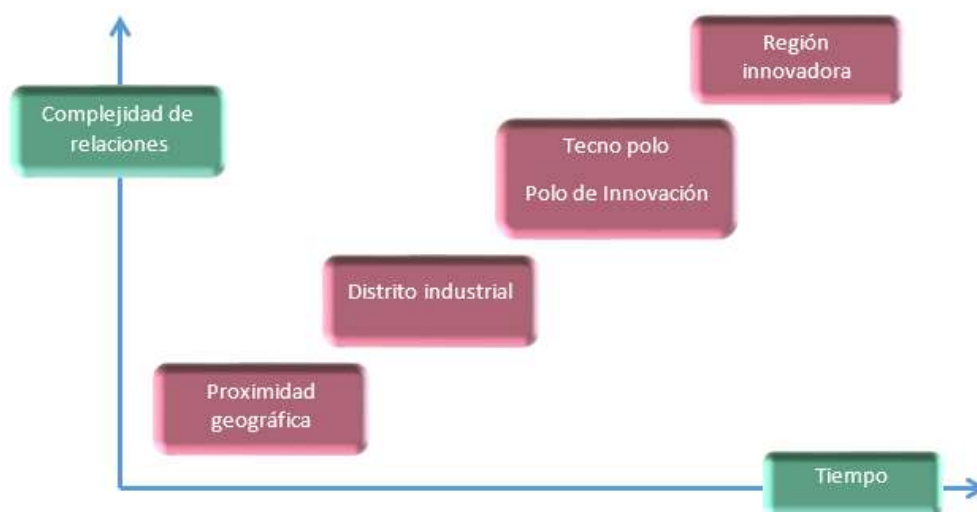 Región
innovadora
Complejidad de
relaciones
Tecno polo
Polo de Innovación
Distrito industrial
Proximidad
geográfica
Tiempo